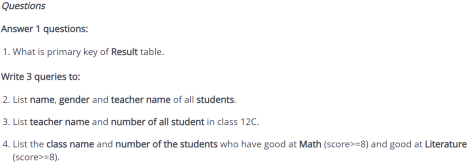 Questions
Answer 1 questions:
1. What is primary key of Result table.
Write 3 queries to:
2. List name, gender and teacher name of all students.
3. List teacher name and number of all student in class 12C.
4. List the class name and number of the students who have good at Math (score>=8) and good at Literature
(score>=8).